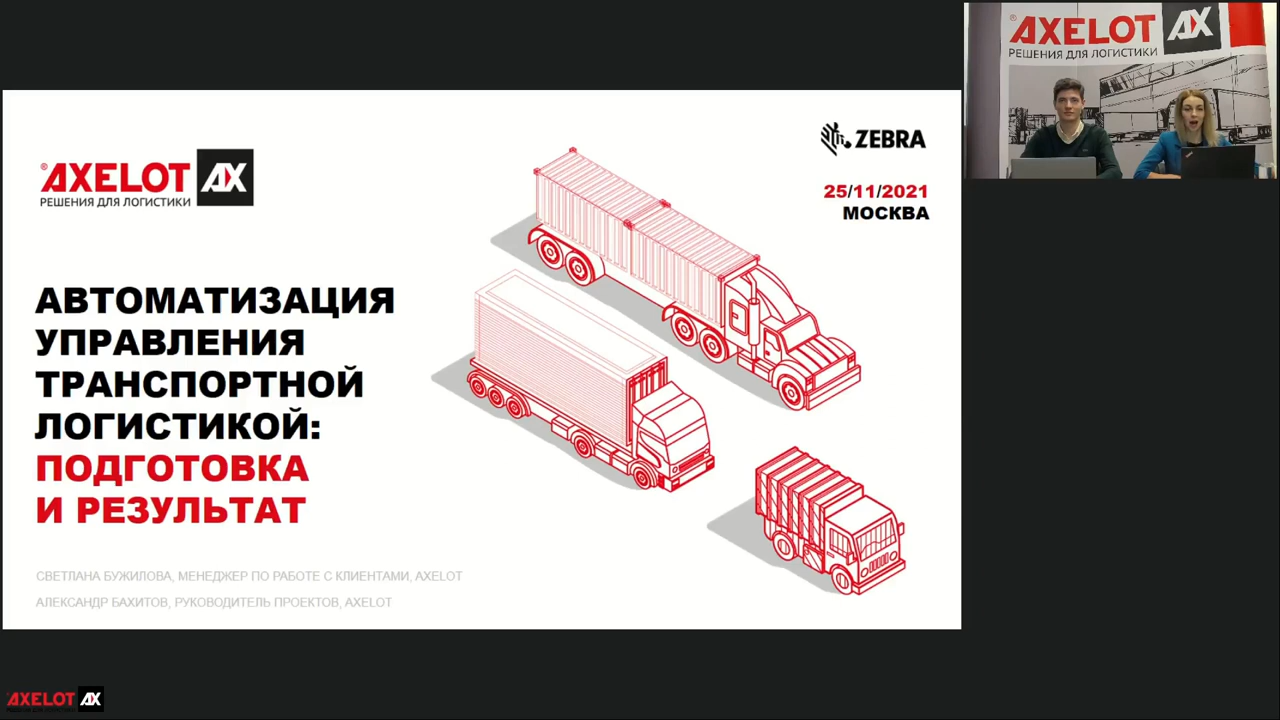 AXELOT AX
РЕШЕНИЯ ДЛЯ ЛОГИСТИКИ
ZEBRA
25/11/2021
МОСКВА
® AXELOT AX
РЕШЕНИЯ ДЛЯ ЛОГИСТИКИ
АВТОМАТИЗАЦИЯ
УПРАВЛЕНИЯ
ТРАНСПОРТНОЙ
ЛОГИСТИКОЙ:
ПОДГОТОВКА
И РЕЗУЛЬТАТ
СВЕТЛАНА БУЖИЛОВА, МЕНЕДЖЕР ПО РАБОТЕ С КЛИЕНТАМИ, AXELOT
АЛЕКСАНДР БАХИТОВ, РУКОВОДИТЕЛЬ ПРОЕКТОВ, AXELOT
AXELOT AX